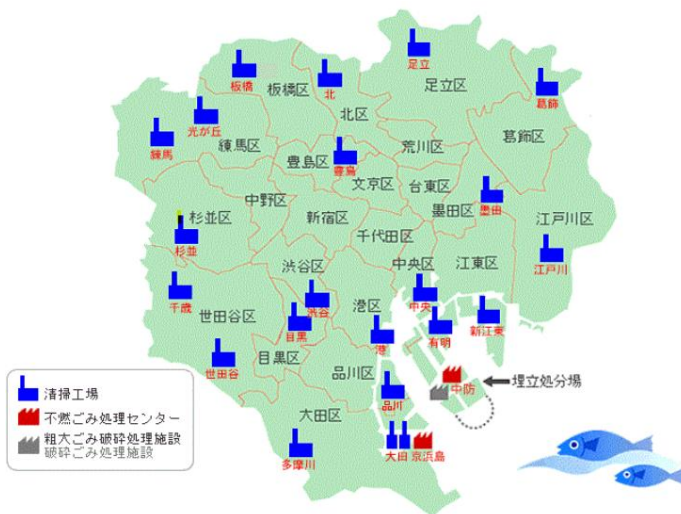 足立
板橋
北
足立区
板橋区
葛飾
北区
光が丘
練馬
練馬区
荒川区
葛飾区
豊島区
豊島
文京区
台東区
中野区
墨田
墨田区
杉並区
新宿区
江戸川区
千代田区
杉並
渋谷区
中央区
江東区
江戸川
千歳
渋谷
港区
中央
世田谷区
目黒
新江東
有明
港
目黒区
世田谷
品川区
中防
埋立処分場
品川
清掃工場
不燃ごみ処理センター
粗大ごみ破砕処理施設
破砕ごみ処理施設
大田区
大田
京浜島
多摩川